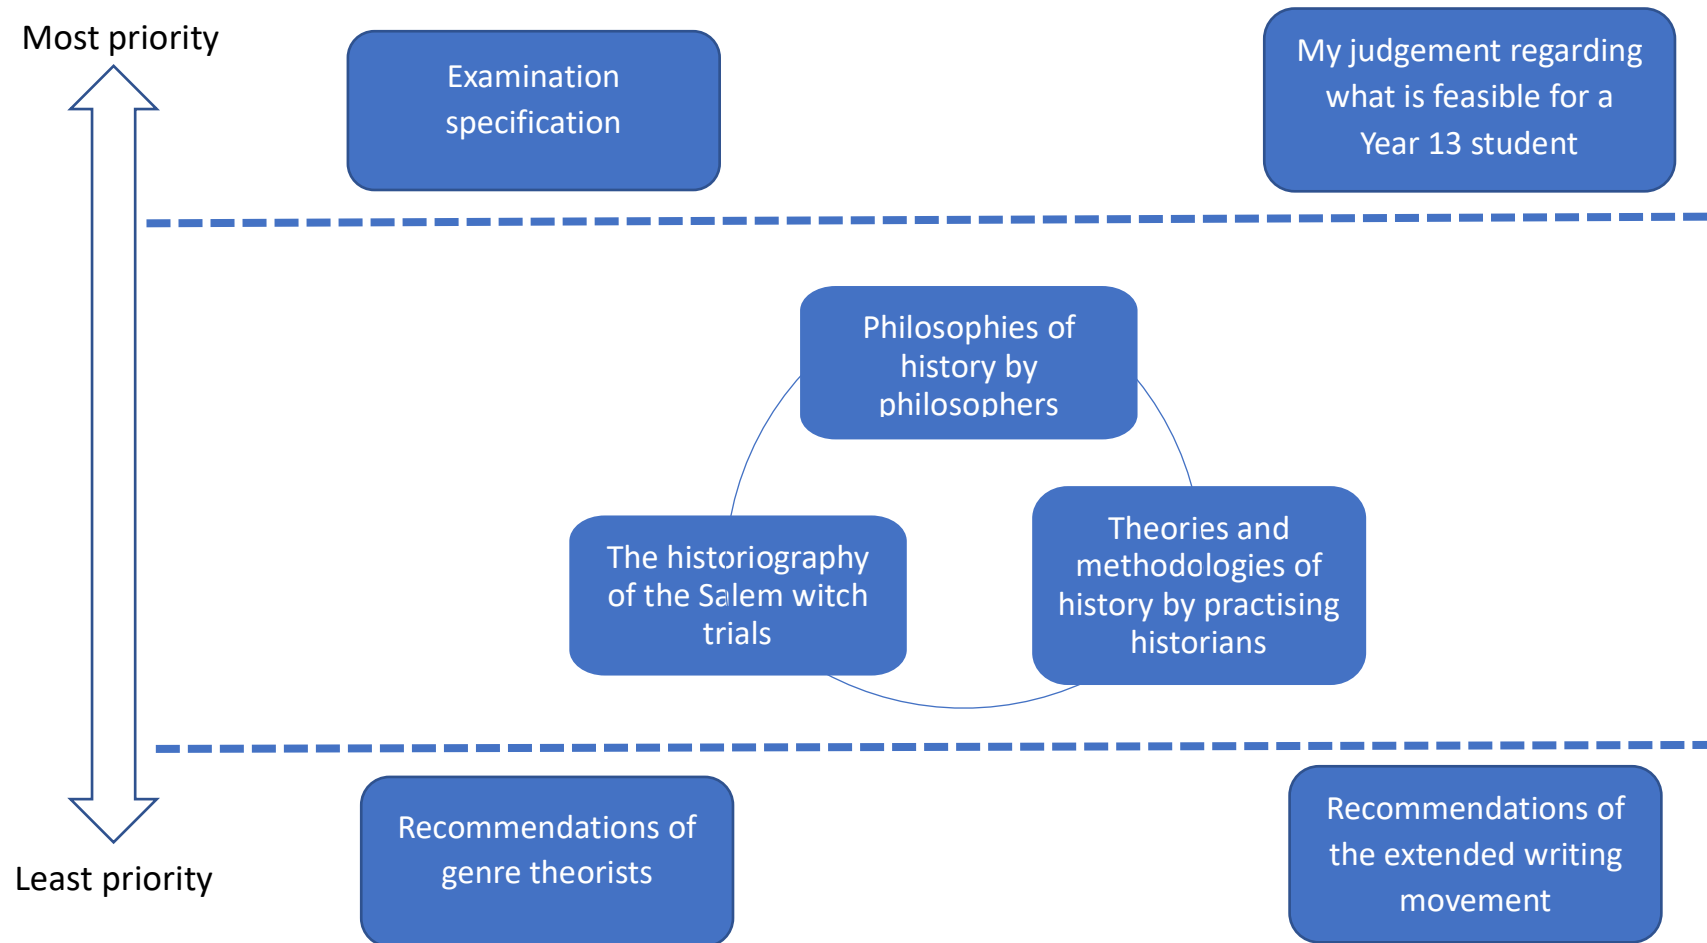 Most priority
Examination
specification
My judgement regarding
what is feasible for a
Year 13 student
Philosophies of
history by
philosophers
The historiography
of the Salem witch
trials
Theories and
methodologies of
history by practising
historians
Recommendations of
genre theorists
Recommendations of
the extended writing
movement
Least priority